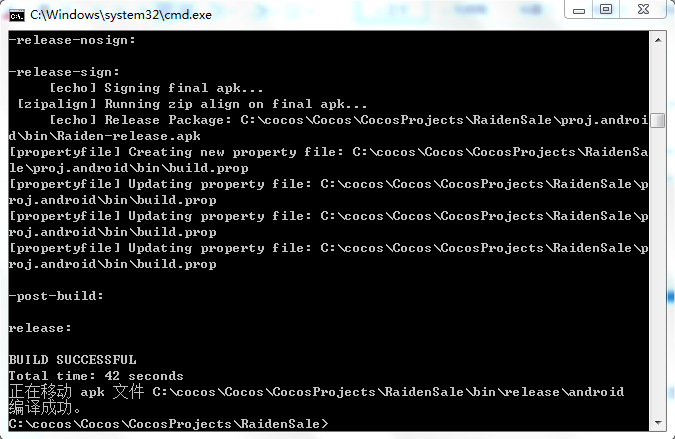 C:\Windows\system32\cmd.exe
-release-nosign:
-release-sign:
[echo] Signing final apk...
[zipalign] Running zip align on final apk...
[echo] Release Package: C:\cocos\Cocos\CocosProjects\RaidenSale\proj.androi
d\bin\Raiden-release.apk
[propertyfile] Creating new property file: C:\cocos\Cocos\CocosProjects\RaidenSa
le\proj.android\bin\build.prop
[propertyfile] Updating property file: C:\cocos\Cocos\CocosProjects\RaidenSale\p
roj.android\bin\build.prop
[propertyfile] Updating property file: C:\cocos\Cocos\CocosProjects\RaidenSale\p
roj.android\bin\build.prop
[propertyfile] Updating property file: C:\cocos\Cocos\CocosProjects\RaidenSale\p
roj.android\bin\build.prop
-post-build:
release:
BUILD SUCCESSFUL
Total time: 42 seconds
正在移动 apk 文件 C:\cocos\Cocos\CocosProjects\RaidenSale\bin\release\android
编译成功。
C:\cocos\Cocos\CocosProjects\RaidenSale>